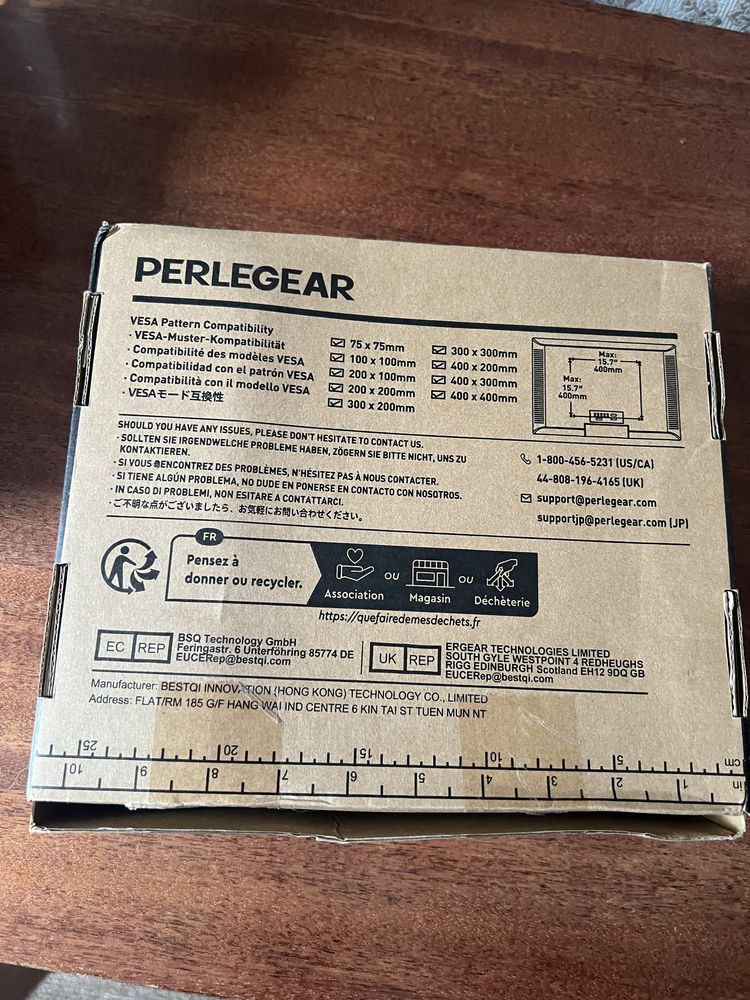 PERLEGEAR
VESA Pattern Compatibility
· VESA-Muster-Kompatibilität
· Compatibilité des modèles VESA
· Compatibilidad con el patrón VESA
· Compatibilità con il modello VESA
· VESAモード互換性
75 x 75mm
100 x 100mm
200 x 100mm
200 x 200mm
300 x 200mm
300 x 300mm
400 x 200mm
400 x 300mm
400 x 400mm
Max:
15.7"
400mm
Max:
15.7"
400mm
SHOULD YOU HAVE ANY ISSUES, PLEASE DON'T HESITATE TO CONTACT US.
· SOLLTEN SIE IRGENDWELCHE PROBLEME HABEN, ZÖGERN SIE BITTE NICHT, UNS ZU
KONTAKTIEREN.
· SI VOUS RENCONTREZ DES PROBLÈMES, N'HÉSITEZ PAS À NOUS CONTACTER.
· SI TIENE ALGÚN PROBLEMA, NO DUDE EN PONERSE EN CONTACTO CON NOSOTROS.
· IN CASO DI PROBLEMI, NON ESITARE A CONTATTARCI.
· ご不明な点がございましたら、お気軽にお問い合わせください。
1-800-456-5231 (US/CA)
44-808-196-4165 (UK)
support@perlegear.com
supportjp@perlegear.com (JP)
FR
Pensez à
donner ou recycler.
Association
OU
Magasin
OU
Déchèterie
https://quefairedemesdechets.fr
EC REP
BSQ Technology GmbH
Feringastr. 6 Unterföhring 85774 DE
EUCERep@bestqi.com
UK REP
ERGEAR TECHNOLOGIES LIMITED
SOUTH GYLE WESTPOINT 4 REDHEUGHS
RIGG EDINBURGH Scotland EH12 9DQ GB
EUCERep@bestqi.com
Manufacturer: BESTQI INNOVATION (HONG KONG) TECHNOLOGY CO., LIMITED
Address: FLAT/RM 185 G/F HANG WAI IND CENTRE 6 KIN TAI ST TUEN MUN NT
25 20 15 10 5 cm
10 9 8 7 6 5 4 3 2 1 in